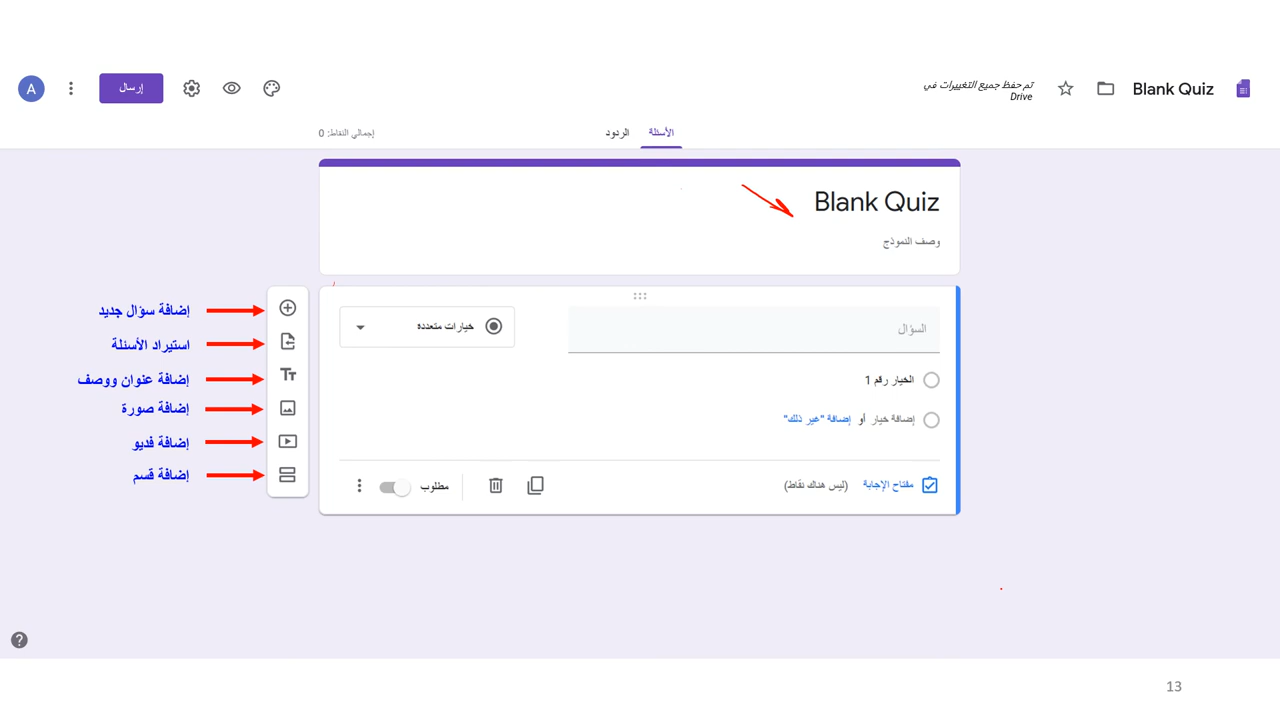 Blank Quiz
تم حفظ جميع التغييرات في
Drive
إرسال
A
الأسئلة
الردود
إجمالي النقاط: 0
Blank Quiz
وصف النموذج
السؤال
خيارات متعددة
الخيار رقم 1
إضافة خيار أو إضافة "غير ذلك"
مفتاح الإجابة (ليس هناك نقاط)
مطلوب
إضافة سؤال جديد
استيراد الأسئلة
إضافة عنوان ووصف
إضافة صورة
إضافة فديو
إضافة قسم
13